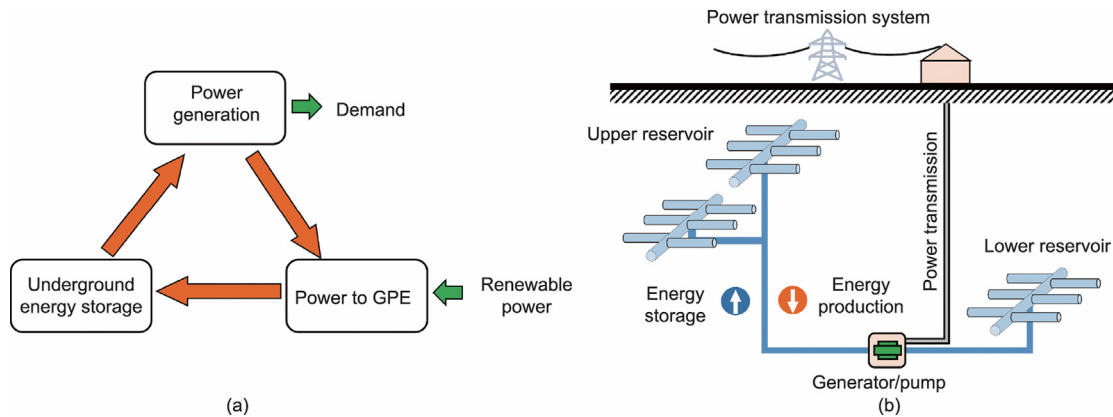 Power
generation
Demand
Underground
energy storage
Power to GPE
Renewable
power
(a)
Power transmission system
Upper reservoir
Power transmission
Lower reservoir
Energy
storage
Energy
production
Generator/pump
(b)